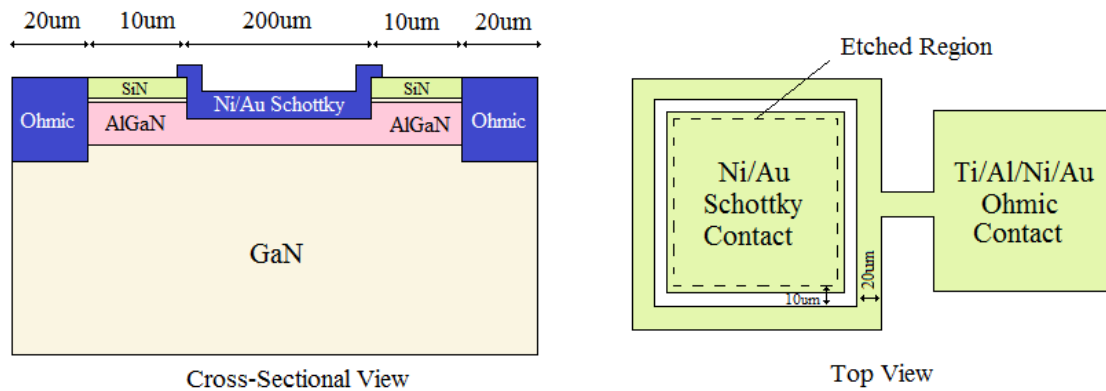 20um 10um 200um 10um 20um
SiN
SiN
Ohmic
Ni/Au Schottky
Ohmic
AlGaN
AlGaN
GaN
Cross-Sectional View
Etched Region
Ni/Au
Schottky
Contact
Ti/Al/Ni/Au
Ohmic
Contact
20um
10um
Top View